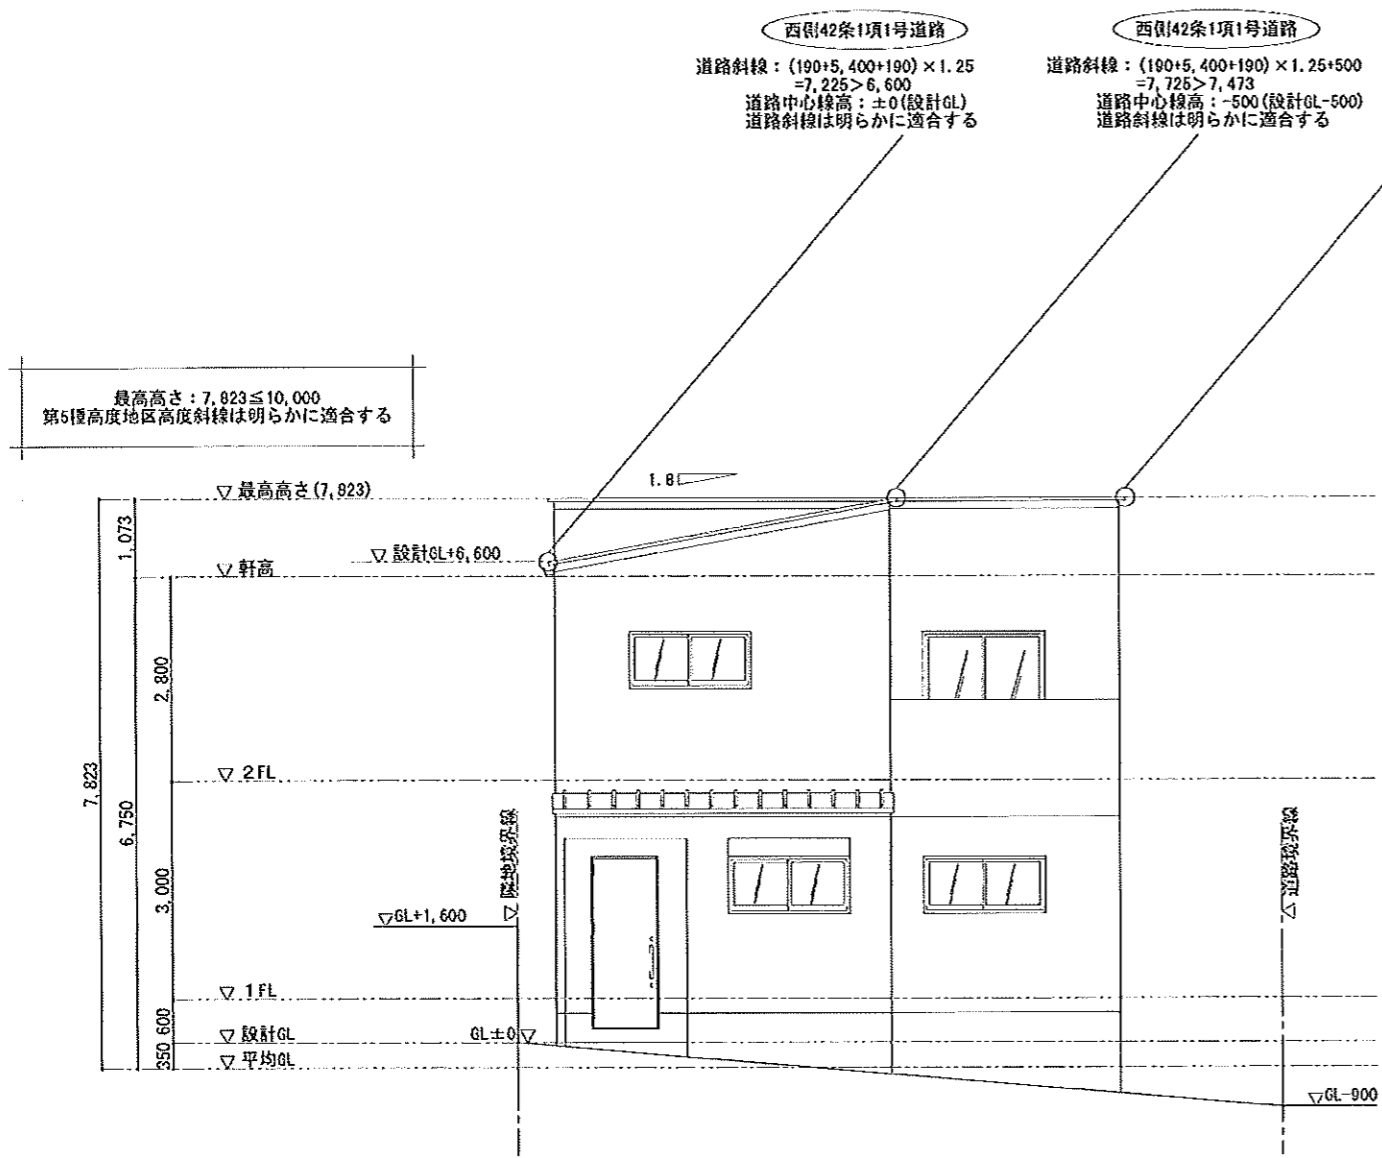 西側42条1項1号道路
道路斜線：(190+5,400+190)×1.25
=7,225>6,600
道路中心線高：±0(設計GL)
道路斜線は明らかに適合する
西側42条1項1号道路
道路斜線：(190+5,400+190)×1.25+500
=7,725>7,473
道路中心線高：-500(設計GL-500)
道路斜線は明らかに適合する
最高高さ：7,823≦10,000
第5種高度地区高度斜線は明らかに適合する
▽最高高さ(7,823)
1.8
▽設計GL+6,600
▽軒高
1,073
2,800
7,823
6,750
▽2FL
3,000
▽隣地境界線
△道路境界線
▽GL+1,600
▽1FL
600
▽設計GL
GL±0▽
350
▽平均GL
▽GL-900